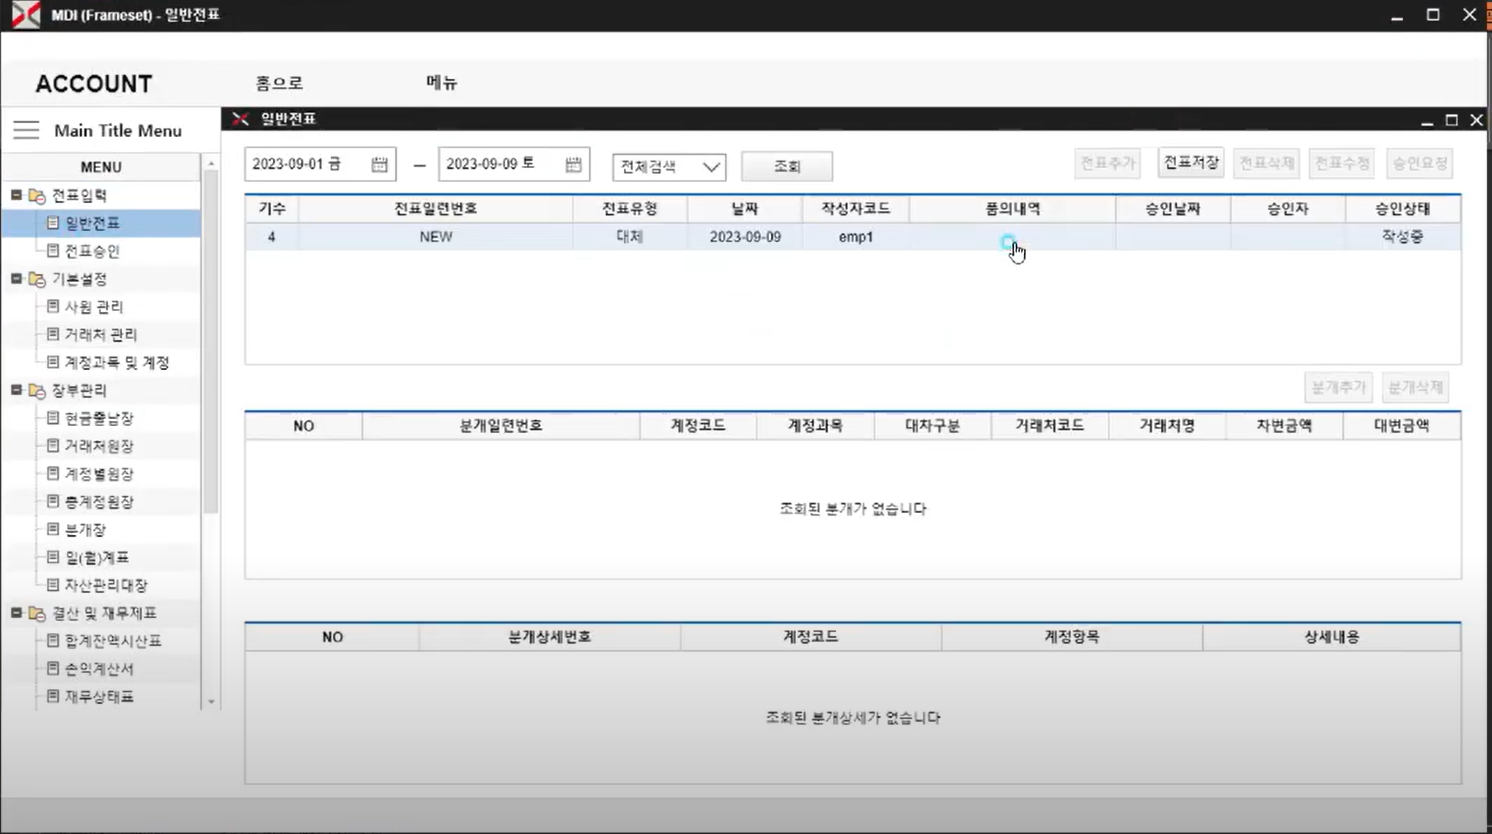 MDI (Frameset) - 일반전표
ACCOUNT 홈으로 메뉴
Main Title Menu
일반전표
MENU
전표입력
일반전표
전표승인
기본설정
사원 관리
거래처 관리
계정과목 및 계정
장부관리
현금출납장
거래처원장
계정별원장
총계정원장
분개장
일(월)계표
자산관리대장
결산 및 재무제표
합계잔액시산표
손익계산서
재무상태표
2023-09-01 금 — 2023-09-09 토 전체검색 조회 전표추가 전표저장 전표삭제 전표수정 승인요청
기수 전표일련번호 전표유형 날짜 작성자코드 품의내역 승인날짜 승인자 승인상태
4 NEW 대체 2023-09-09 emp1 작성중
분개추가 분개삭제
NO 분개일련번호 계정코드 계정과목 대차구분 거래처코드 거래처명 차변금액 대변금액
조회된 분개가 없습니다
NO 분개상세번호 계정코드 계정항목 상세내용
조회된 분개상세가 없습니다